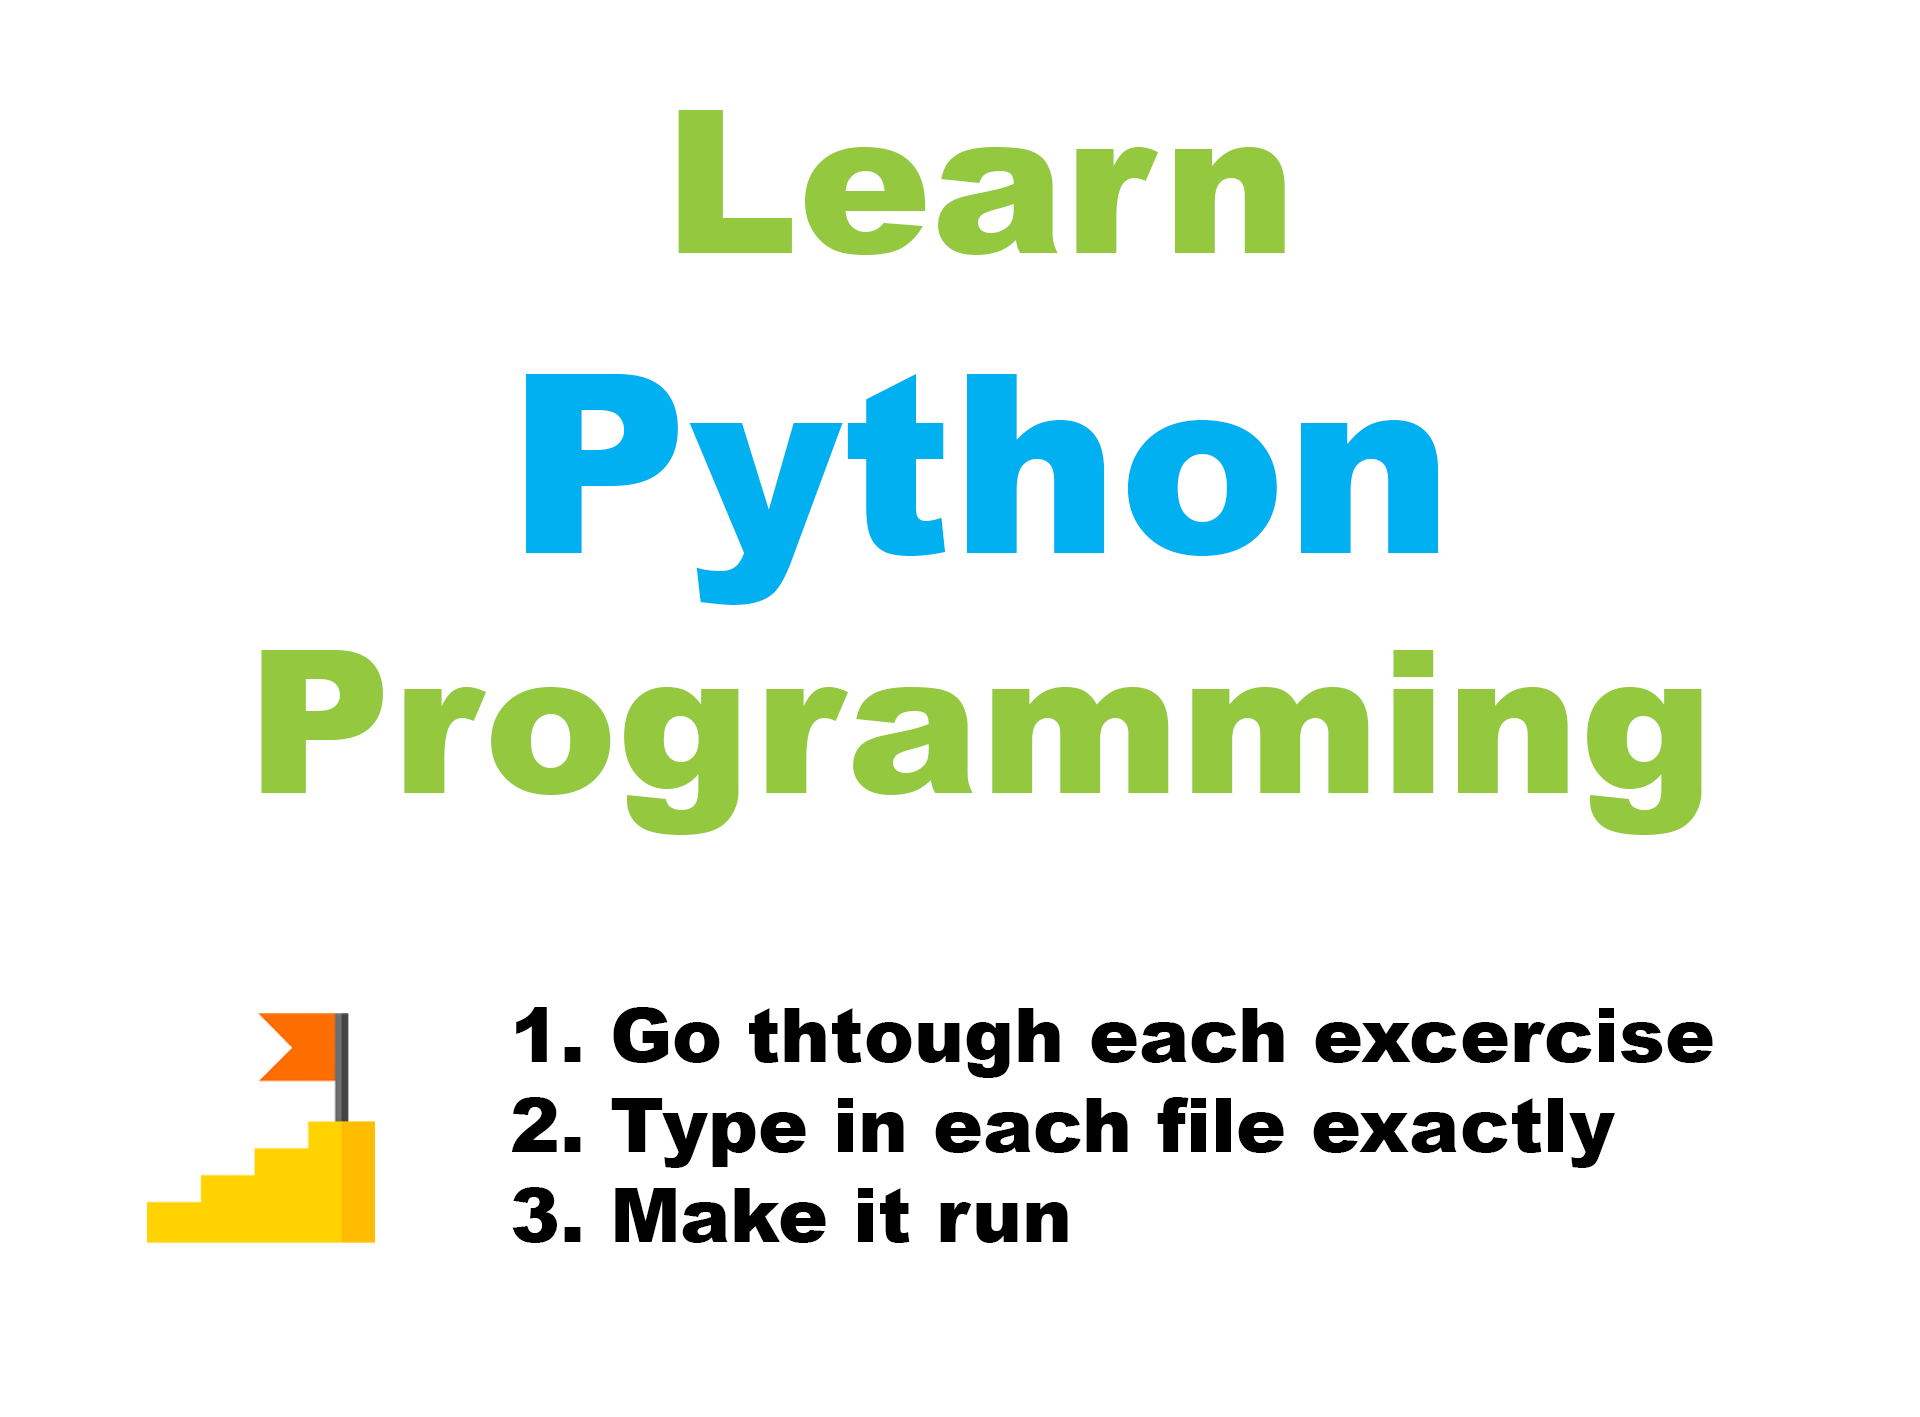 Learn
Python
Programming
1. Go thtough each excercise
2. Type in each file exactly
3. Make it run